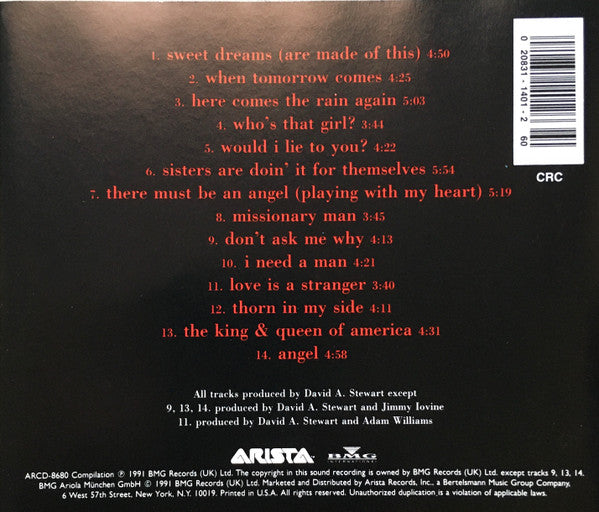 1. sweet dreams (are made of this) 4:50
2. when tomorrow comes 4:25
3. here comes the rain again 5:03
4. who's that girl? 3:44
5. would i lie to you? 4:22
6. sisters are doin' it for themselves 5:54
7. there must be an angel (playing with my heart) 5:19
8. missionary man 3:45
9. don't ask me why 4:13
10. i need a man 4:21
11. love is a stranger 3:40
12. thorn in my side 4:11
13. the king & queen of america 4:31
14. angel 4:58
0 20831-1401-2 60
CRC
All tracks produced by David A. Stewart except
9, 13, 14. produced by David A. Stewart and Jimmy Iovine
11. produced by David A. Stewart and Adam Williams
ARISTA. BMG
INTERNATIONAL
ARCD-8680 Compilation ℗ 1991 BMG Records (UK) Ltd. The copyright in this sound recording is owned by BMG Records (UK) Ltd. except tracks 9, 13, 14.
BMG Ariola München GmbH © 1991 BMG Records (UK) Ltd. Marketed and Distributed by Arista Records, Inc., a Bertelsmann Music Group Company,
6 West 57th Street, New York, N.Y. 10019. Printed in U.S.A. All rights reserved. Unauthorized duplication is a violation of applicable laws.